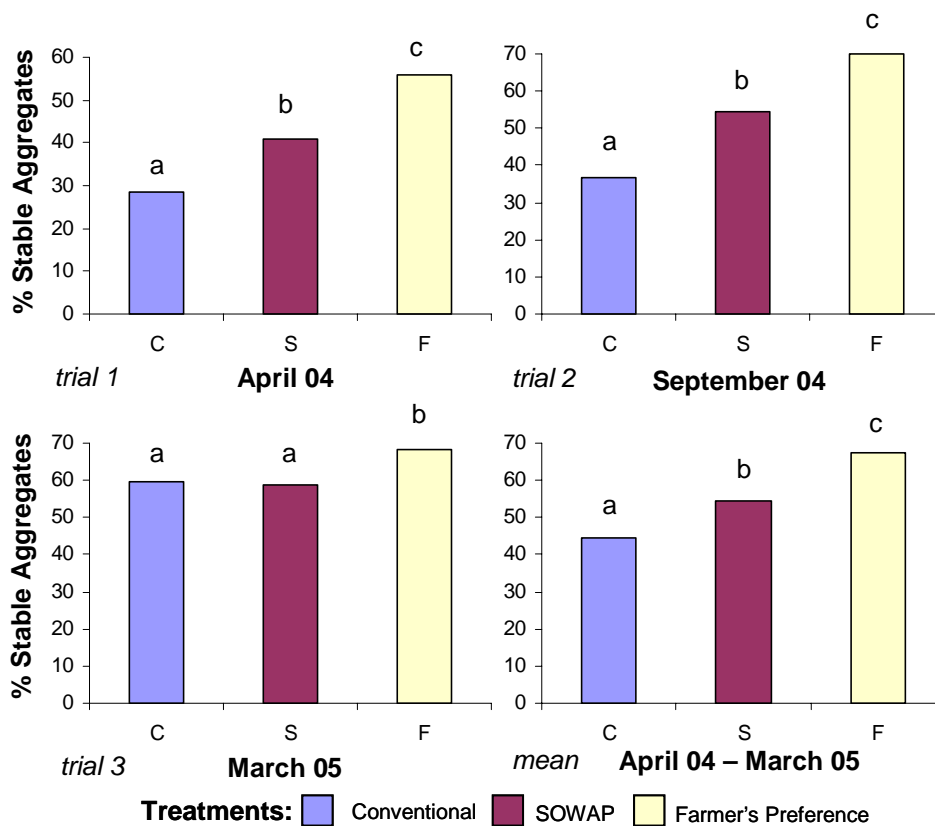 % Stable Aggregates
60
50
40
30
20
10
0
a
b
c
C S F
trial 1 April 04
70
60
50
40
30
20
10
0
a
b
c
C S F
trial 2 September 04
% Stable Aggregates
70
60
50
40
30
20
10
0
a
a
b
C S F
trial 3 March 05
70
60
50
40
30
20
10
0
a
b
c
C S F
mean April 04 – March 05
Treatments: Conventional SOWAP Farmer's Preference